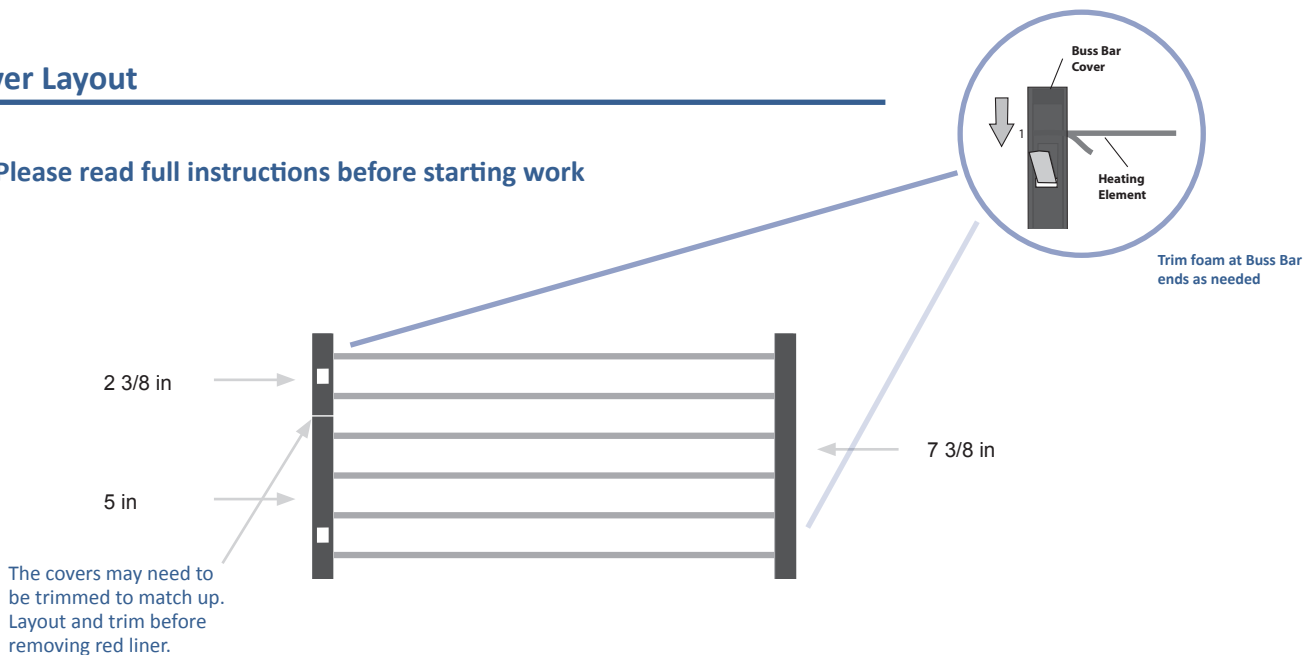 er Layout
Please read full instructions before starting work
Buss Bar
Cover
1
Heating
Element
Trim foam at Buss Bar
ends as needed
2 3/8 in
7 3/8 in
5 in
The covers may need to
be trimmed to match up.
Layout and trim before
removing red liner.